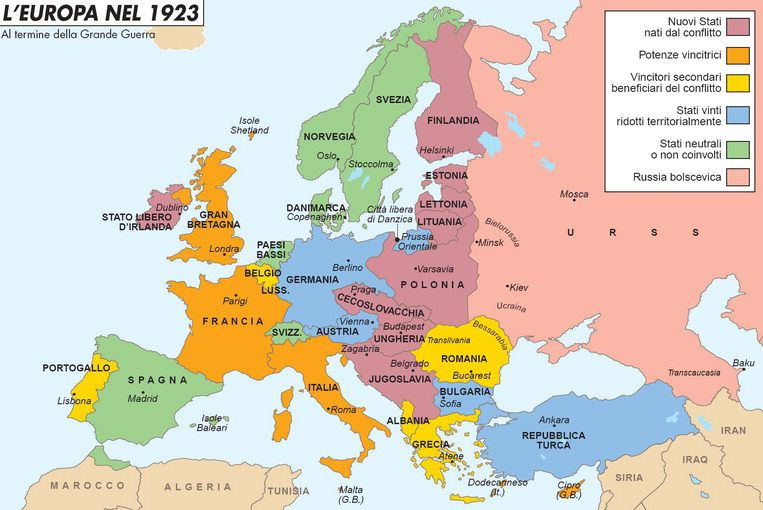 L'EUROPA NEL 1923
Al termine della Grande Guerra
Nuovi Stati
nati dal conflitto
Potenze vincitrici
Vincitori secondari
beneficiari del conflitto
Stati vinti
ridotti territorialmente
Stati neutrali
o non coinvolti
Russia bolscevica
Isole
Shetland
SVEZIA
NORVEGIA
Oslo
Stoccolma
FINLANDIA
Helsinki
ESTONIA
LETTONIA
LITUANIA
Mosca
U R S S
Bielorussia
Minsk
Kiev
Ucraina
DANIMARCA
Copenaghen
Città libera
di Danzica
Prussia
Orientale
Dublino
STATO LIBERO
D'IRLANDA
GRAN
BRETAGNA
Londra
PAESI
BASSI
BELGIO
LUSS.
Berlino
GERMANIA
Varsavia
POLONIA
Praga
CECOSLOVACCHIA
Parigi
FRANCIA
SVIZZ.
Vienna
AUSTRIA
Budapest
UNGHERIA
Transilvania
Bessarabia
ROMANIA
Bucarest
Zagabria
Belgrado
JUGOSLAVIA
BULGARIA
Sofia
PORTOGALLO
Lisbona
SPAGNA
Madrid
Isole
Baleari
ITALIA
Roma
ALBANIA
GRECIA
Atene
Ankara
REPUBBLICA
TURCA
Baku
Transcaucasia
IRAN
IRAQ
SIRIA
Dodecanneso
(It.)
Cipro
(G.B.)
Malta
(G.B.)
MAROCCO
ALGERIA
TUNISIA